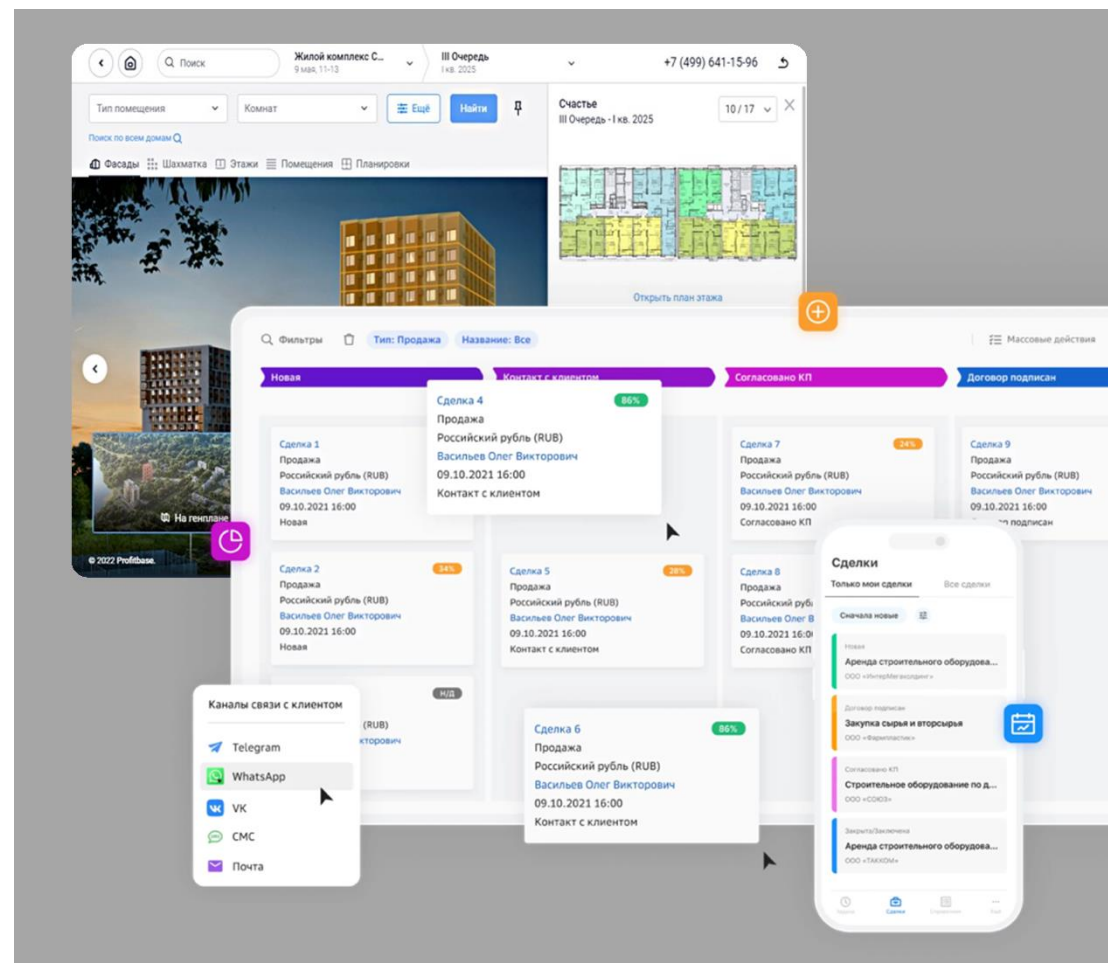 Поиск
Жилой комплекс С...
9 мая, 11-13
III Очередь
I кв. 2025
+7 (499) 641-15-96
Тип помещения
Комнат
Ещё
Найти
Поиск по всем домам
Фасады
Шахматка
Этажи
Помещения
Планировки
Счастье
III Очередь - I кв. 2025
10 / 17
Открыть план этажа
На генплане
© 2022 Profitbase.
Фильтры
Тип: Продажа
Название: Все
Массовые действия
Новая
Контакт с клиентом
Согласовано КП
Договор подписан
Сделка 1
Продажа
Российский рубль (RUB)
Васильев Олег Викторович
09.10.2021 16:00
Новая
Сделка 2
34%
Продажа
Российский рубль (RUB)
Васильев Олег Викторович
09.10.2021 16:00
Новая
Н/Д
(RUB)
кторович
Сделка 4
86%
Продажа
Российский рубль (RUB)
Васильев Олег Викторович
09.10.2021 16:00
Контакт с клиентом
Сделка 5
28%
Продажа
Российский рубль (RUB)
Васильев Олег Викторович
09.10.2021 16:00
Контакт с клиентом
Сделка 6
86%
Продажа
Российский рубль (RUB)
Васильев Олег Викторович
09.10.2021 16:00
Контакт с клиентом
Сделка 7
24%
Продажа
Российский рубль (RUB)
Васильев Олег Викторович
09.10.2021 16:00
Согласовано КП
Сделка 8
Продажа
Российский руб
Васильев Олег В
09.10.2021 16:0
Согласовано КП
Сделка 9
Продажа
Российский рубль (RUB)
Васильев Олег Викторович
09.10.2021 16:00
подписан
Каналы связи с клиентом
Telegram
WhatsApp
VK
СМС
Почта
Сделки
Только мои сделки
Все сделки
Сначала новые
Новая
Аренда строительного оборудова...
ООО «ИнтерМегахолдинг»
Договор подписан
Закупка сырья и вторсырья
ООО «Фарнпластик»
Согласовано КП
Строительное оборудование по д...
ООО «СОЮЗ»
Закрыта/Заключена
Аренда строительного оборудова...
ООО «ТАККОМ»
Сделки